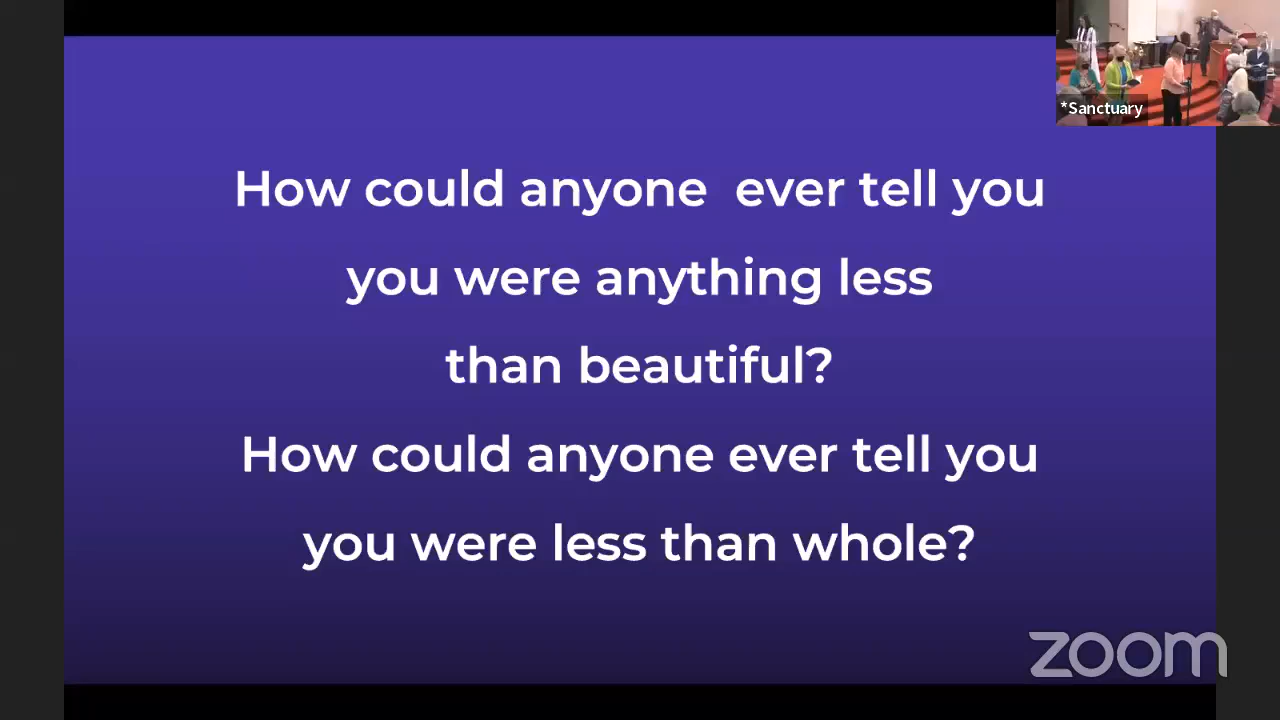 *Sanctuary
How could anyone  ever tell you
you were anything less
than beautiful?
How could anyone ever tell you
you were less than whole?
zoom